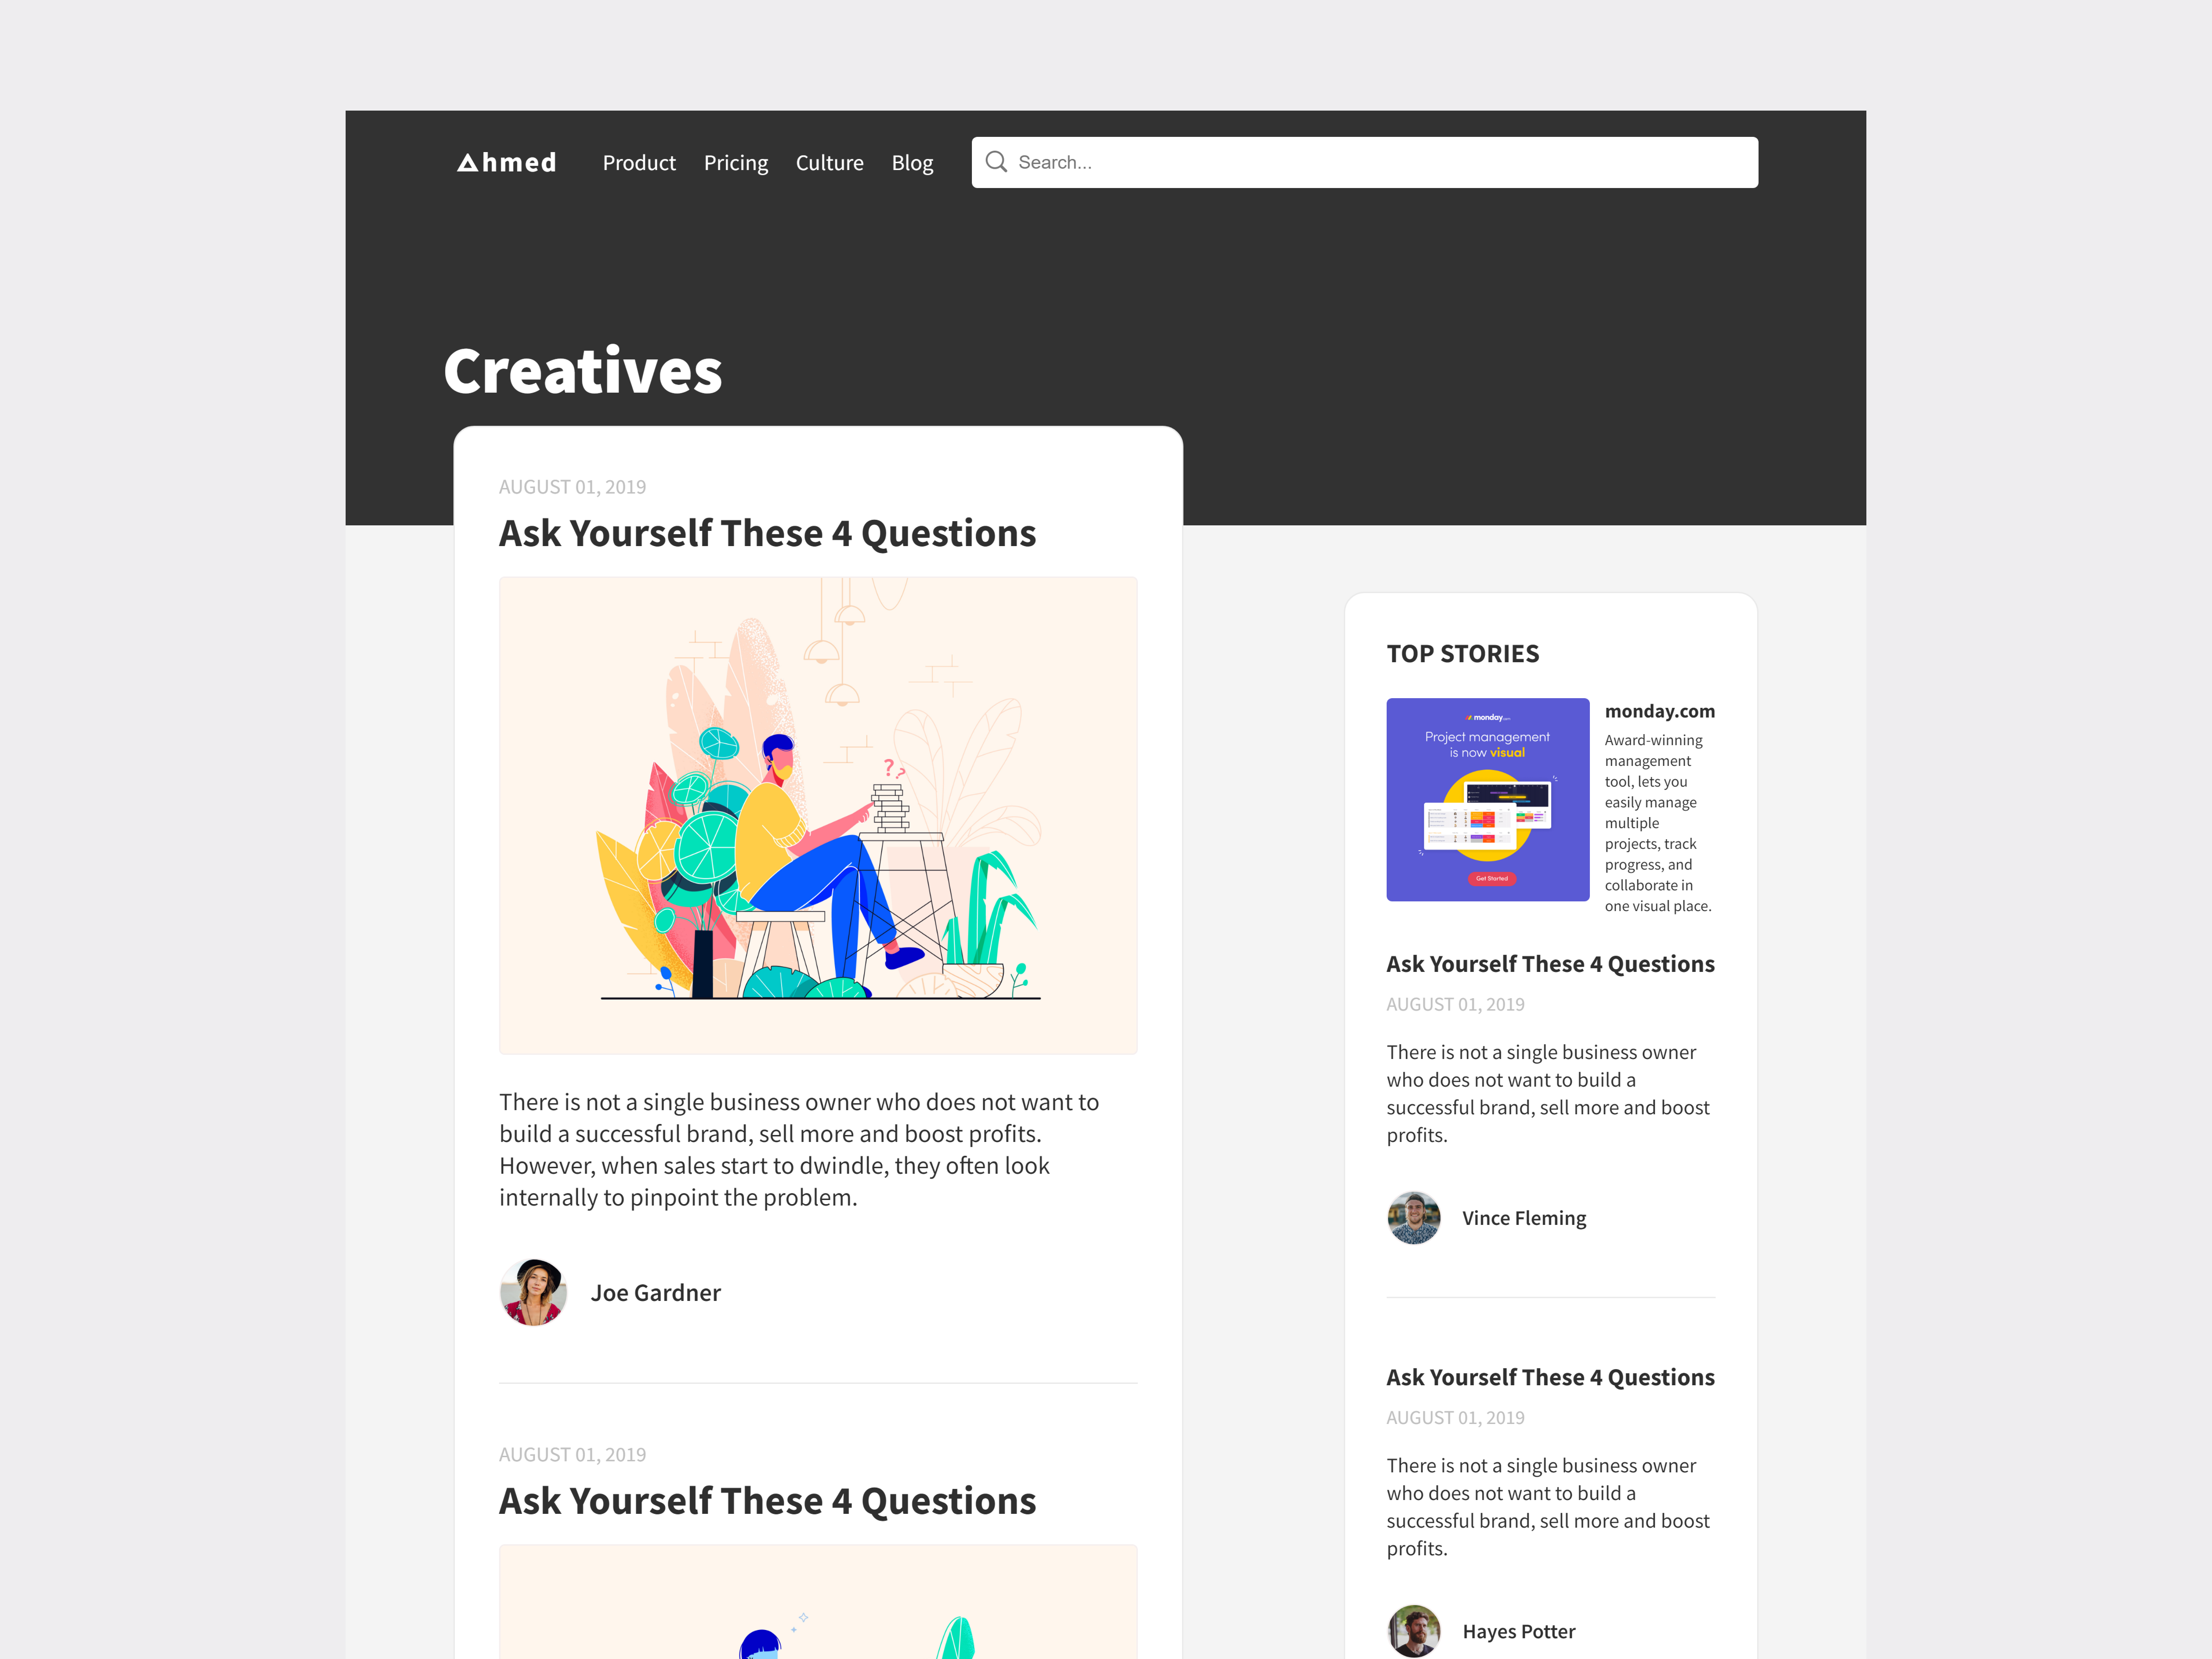 Ahmed
Product Pricing Culture Blog
Search...
Creatives
AUGUST 01, 2019
Ask Yourself These 4 Questions
??
There is not a single business owner who does not want to
build a successful brand, sell more and boost profits.
However, when sales start to dwindle, they often look
internally to pinpoint the problem.
Joe Gardner
AUGUST 01, 2019
Ask Yourself These 4 Questions
TOP STORIES
monday.com
Project management
is now visual
Get Started
monday.com
Award-winning
management
tool, lets you
easily manage
multiple
projects, track
progress, and
collaborate in
one visual place.
Ask Yourself These 4 Questions
AUGUST 01, 2019
There is not a single business owner
who does not want to build a
successful brand, sell more and boost
profits.
Vince Fleming
Ask Yourself These 4 Questions
AUGUST 01, 2019
There is not a single business owner
who does not want to build a
successful brand, sell more and boost
profits.
Hayes Potter